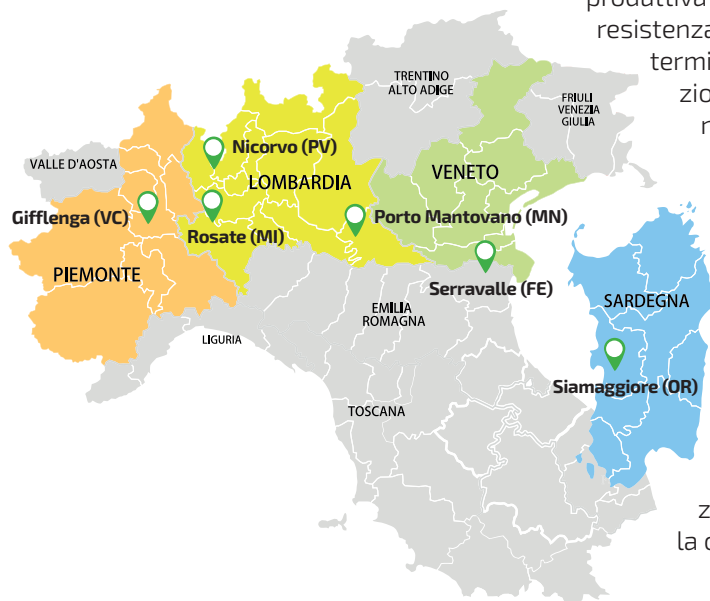 produttiva
resistenza
termi
zio
n
TRENTINO
ALTO ADIGE
FRIULI
VENEZIA
GIULIA
VALLE D'AOSTA
Nicorvo (PV)
LOMBARDIA
VENETO
Gifflenga (VC)
Rosate (MI)
Porto Mantovano (MN)
PIEMONTE
Serravalle (FE)
SARDEGNA
EMILIA
ROMAGNA
LIGURIA
Siamaggiore (OR)
TOSCANA
z
la